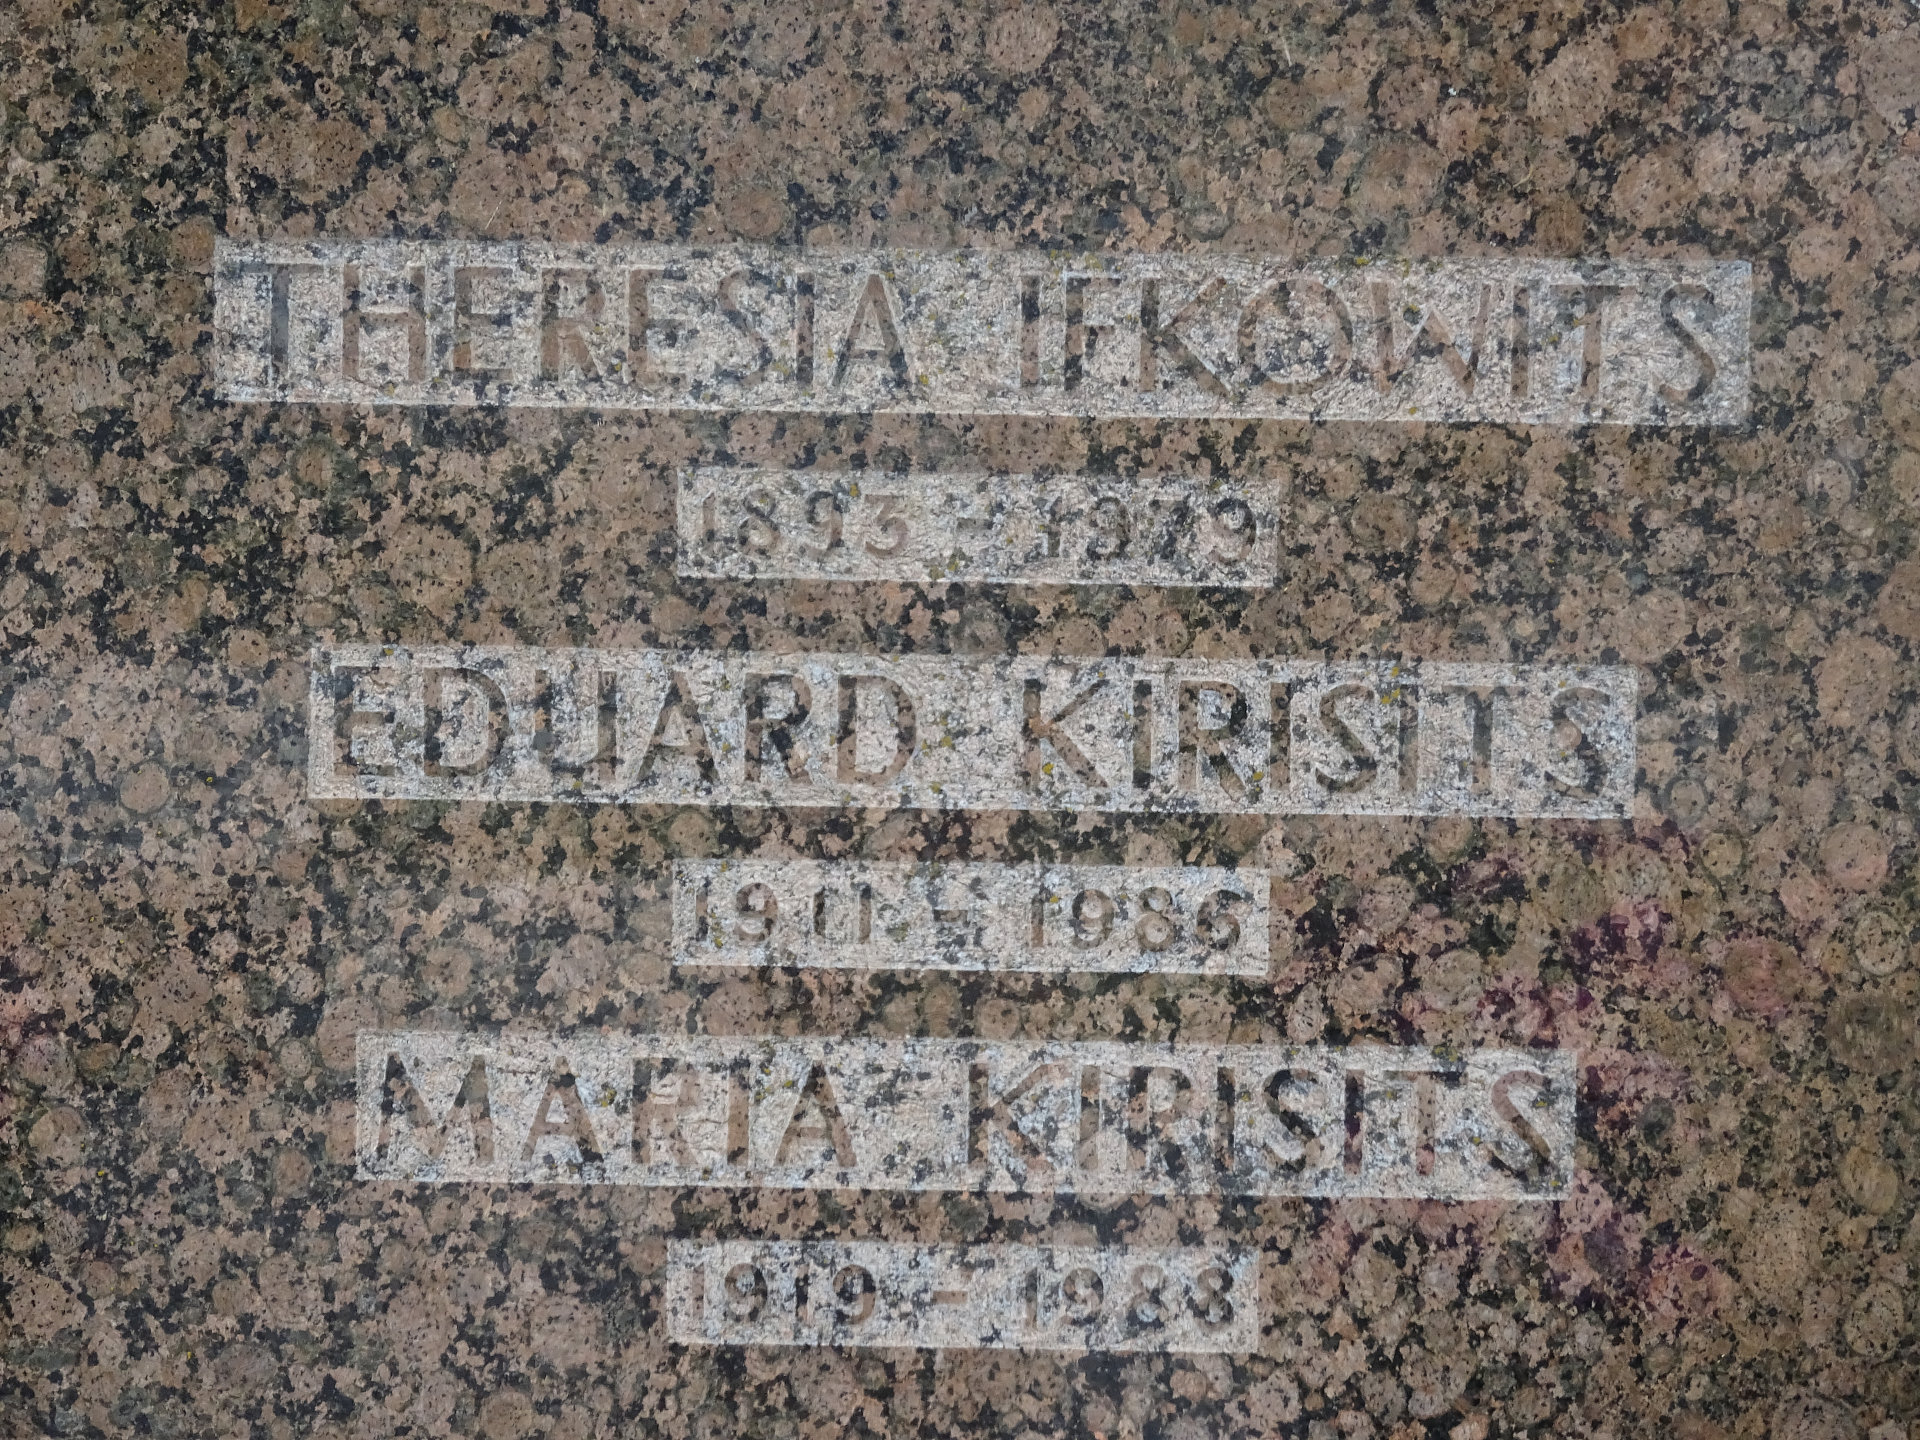 THERESIA IFKOWITS
1893 - 1979
EDUARD KIRISITS
1911 - 1986
MARIA KIRISITS
1919 - 1988